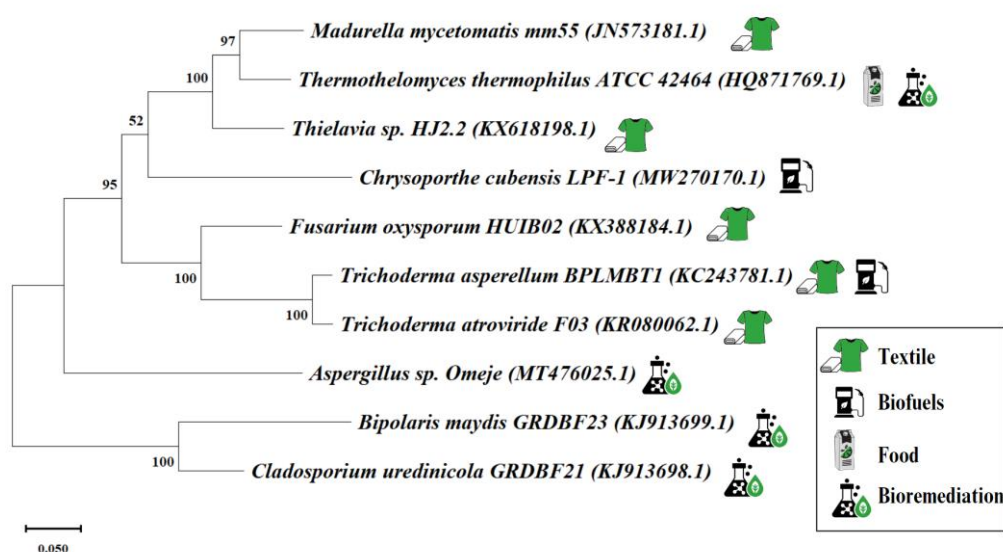 Madurella mycetomatis mm55 (JN573181.1)
97
Thermothelomyces thermophilus ATCC 42464 (HQ871769.1)
100
Thielavia sp. HJ2.2 (KX618198.1)
52
Chrysoporthe cubensis LPF-1 (MW270170.1)
95
Fusarium oxysporum HUIB02 (KX388184.1)
100
Trichoderma asperellum BPLMBT1 (KC243781.1)
100
Trichoderma atroviride F03 (KR080062.1)
Aspergillus sp. Omeje (MT476025.1)
Bipolaris maydis GRDBF23 (KJ913699.1)
100
Cladosporium uredinicola GRDBF21 (KJ913698.1)
0.050
Textile
Biofuels
Food
Bioremediation